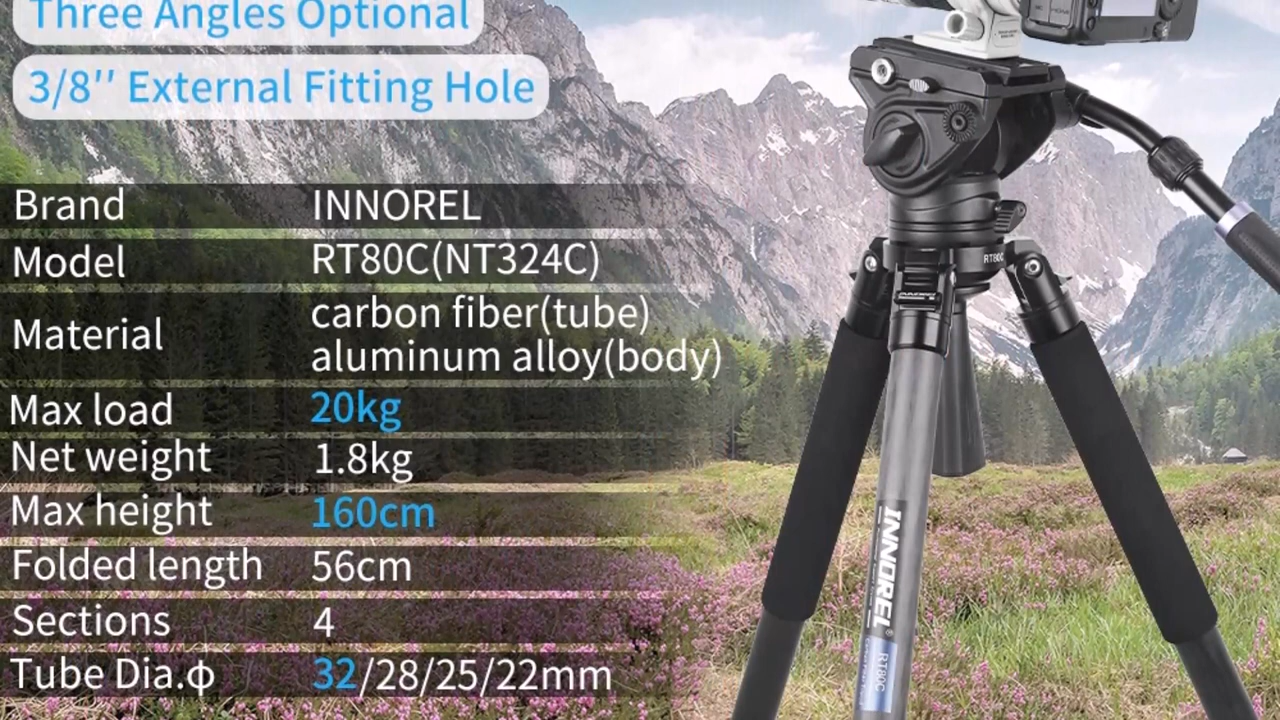 Three Angles Optional
3/8'' External Fitting Hole
Brand INNOREL
Model RT80C(NT324C)
Material carbon fiber(tube)
aluminum alloy(body)
Max load 20kg
Net weight 1.8kg
Max height 160cm
Folded length 56cm
Sections 4
Tube Dia.ф 32/28/25/22mm
RT80C
INNOREL®
RT80C